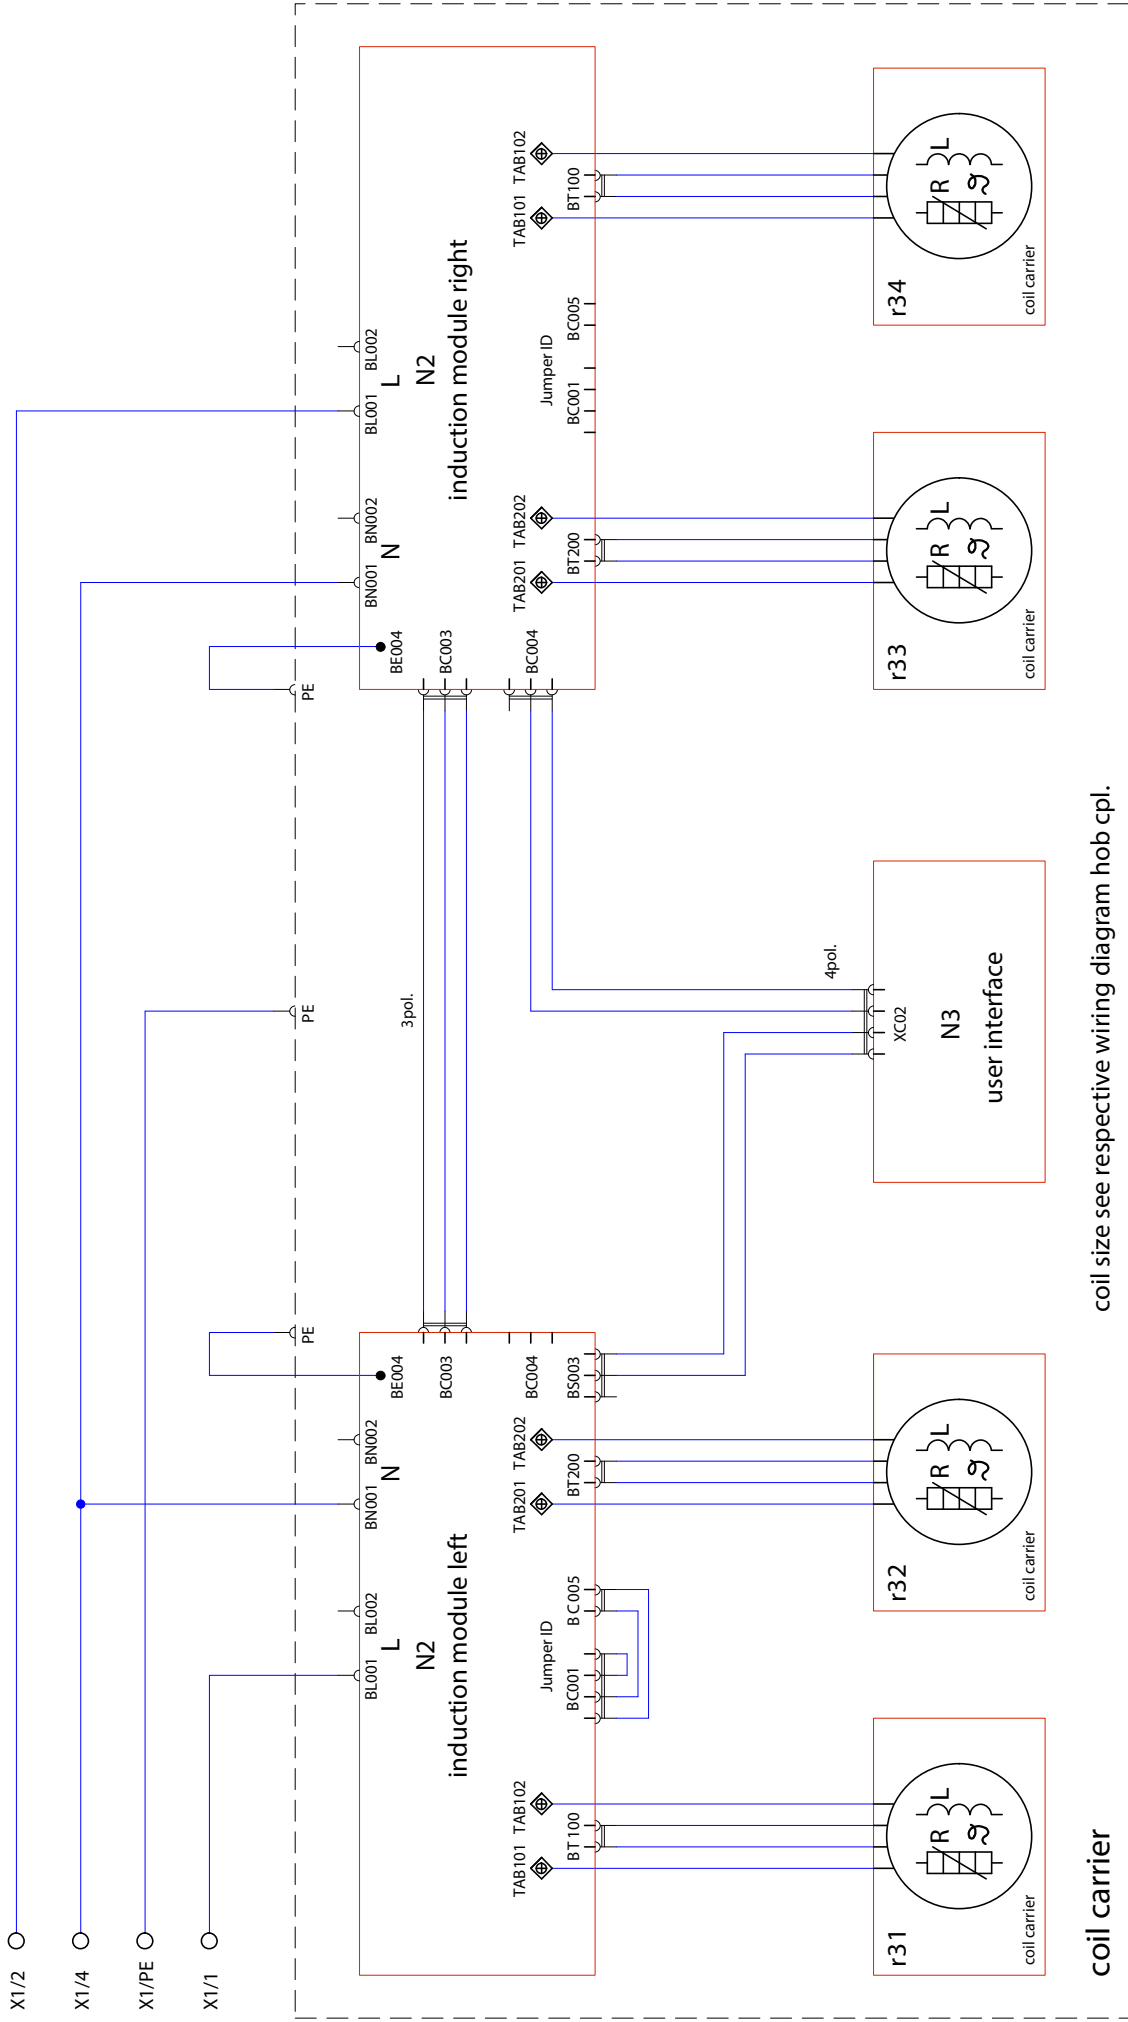 X1/2
X1/4
X1/PE
X1/1
PE
PE
PE
BL001
BL002
BN001
BN002
BE004
L
N
N2
induction module left
BC003
BC004
BS003
TAB101
TAB102
TAB201
TAB202
BT100
Jumper ID
BC001
BC005
BT200
3pol.
BE004
BN001
BN002
BL001
BL002
N
L
N2
induction module right
BC003
BC004
TAB201
TAB202
TAB101
TAB102
BT200
Jumper ID
BC001
BC005
BT100
4pol.
r31
R
L
ϑ
coil carrier
r32
R
L
ϑ
coil carrier
XC02
N3
user interface
r33
R
L
ϑ
coil carrier
r34
R
L
ϑ
coil carrier
coil carrier
coil size see respective wiring diagram hob cpl.